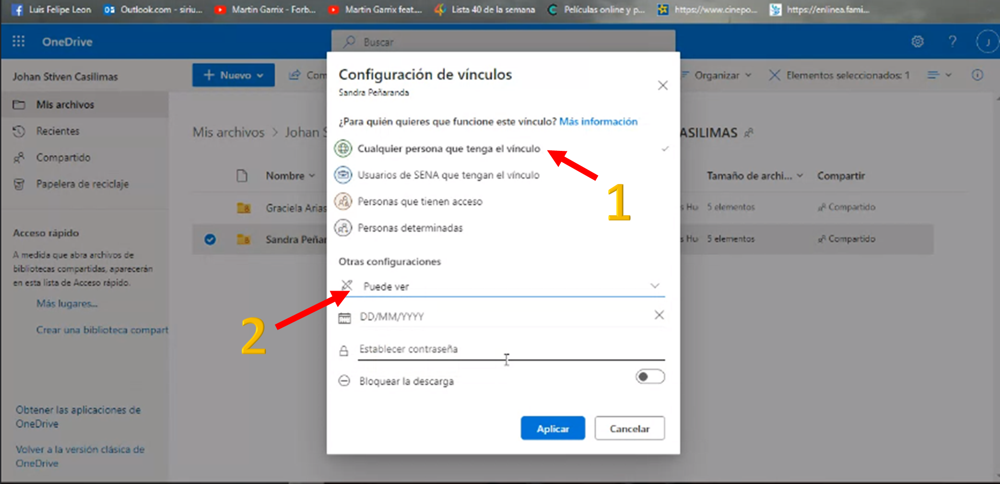 Luis Felipe Leon
Outlook.com - siriu...
Martin Garrix - Forb...
Martin Garrix feat....
Lista 40 de la semana
Películas online y p...
https://www.cinepo...
https://enlinea.fami...
OneDrive
Buscar
?
J
Johan Stiven Casilimas
Nuevo
Com
Organizar
Elementos seleccionados: 1
Mis archivos
Recientes
Compartido
Papelera de reciclaje
Acceso rápido
A medida que abra archivos de
bibliotecas compartidas, aparecerán
en esta lista de Acceso rápido.
Más lugares...
Crear una biblioteca compart
Obtener las aplicaciones de
OneDrive
Volver a la versión clásica de
OneDrive
Mis archivos > Johan S
ASILIMAS
Nombre
Tamaño de archi...
Compartir
Graciela Arias
s Hu
5 elementos
Compartido
Sandra Peñar
s Hu
5 elementos
Compartido
Configuración de vínculos
Sandra Peñaranda
¿Para quién quieres que funcione este vínculo? Más información
Cualquier persona que tenga el vínculo
Usuarios de SENA que tengan el vínculo
Personas que tienen acceso
Personas determinadas
Otras configuraciones
Puede ver
DD/MM/YYYY
Establecer contraseña
Bloquear la descarga
Aplicar
Cancelar
1
2